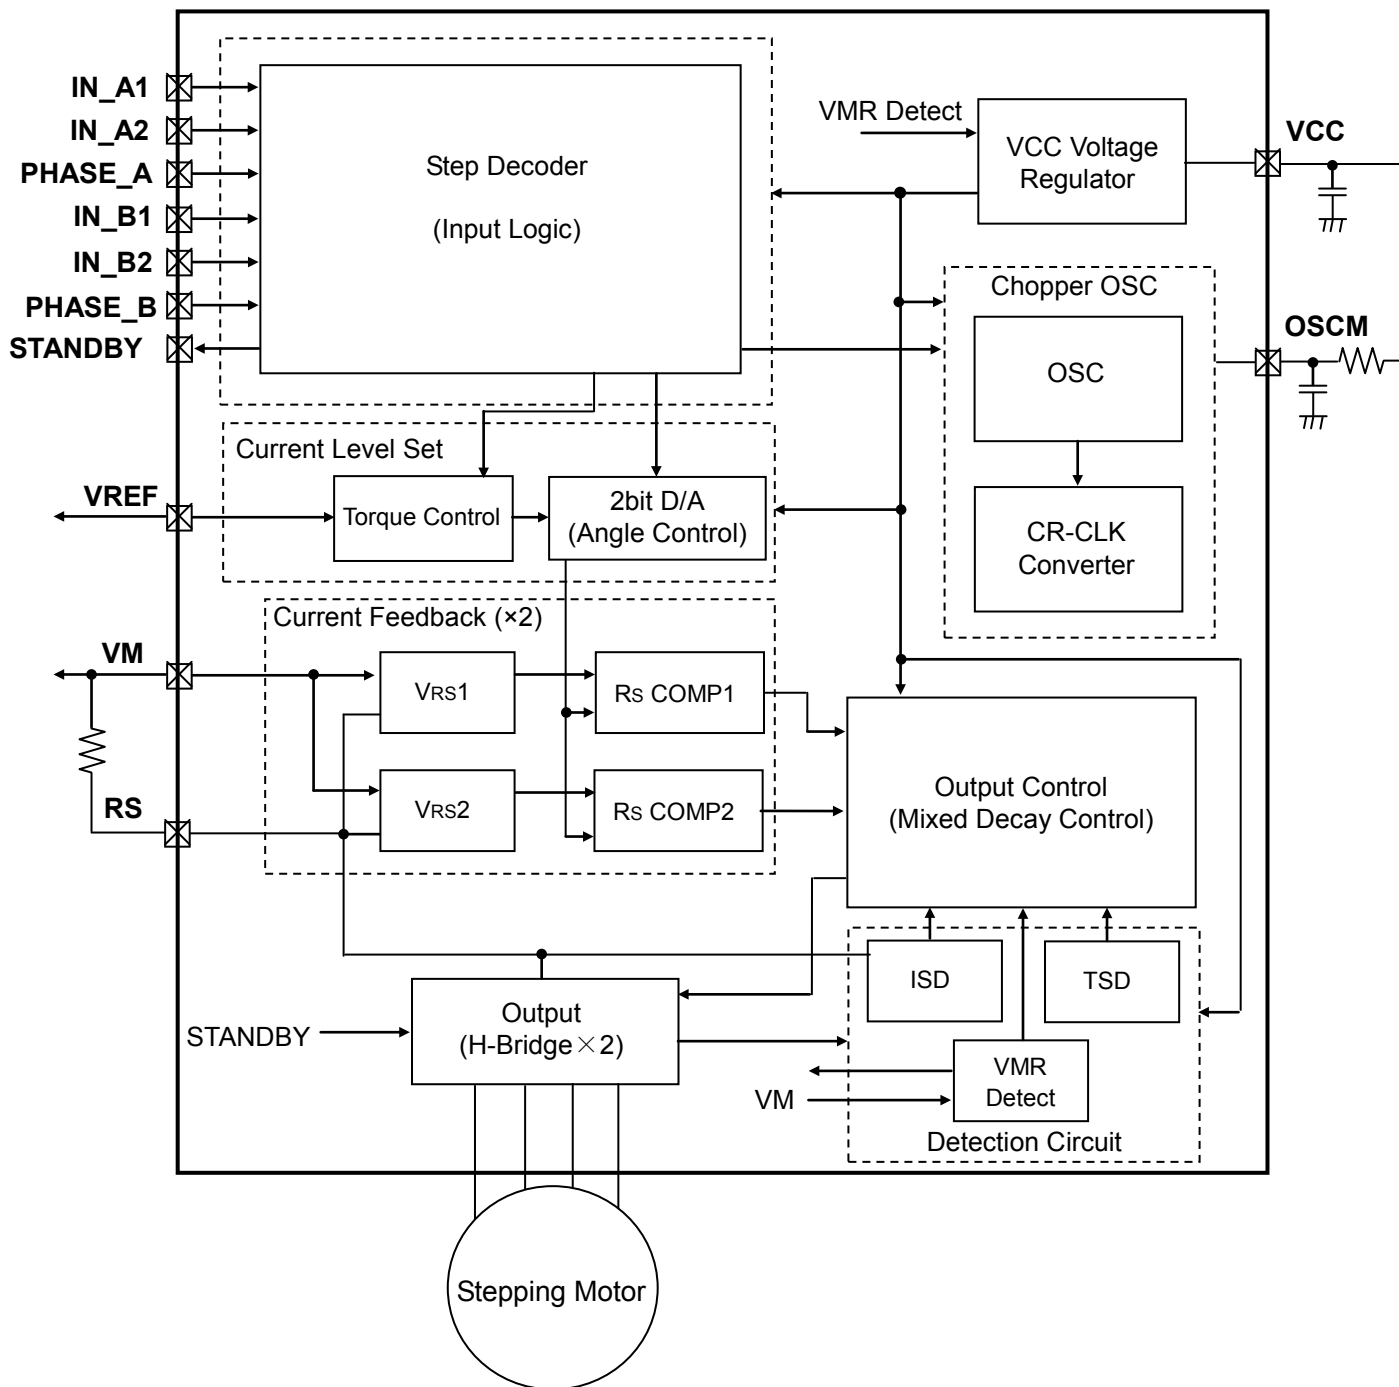 IN_A1
IN_A2
PHASE_A
IN_B1
IN_B2
PHASE_B
STANDBY
Step Decoder
(Input Logic)
VMR Detect
VCC Voltage
Regulator
VCC
Chopper OSC
OSC
CR-CLK
Converter
OSCM
Current Level Set
VREF
Torque Control
2bit D/A
(Angle Control)
Current Feedback (×2)
VM
VRS1
RS COMP1
RS
VRS2
RS COMP2
Output Control
(Mixed Decay Control)
ISD
TSD
STANDBY
Output
(H-Bridge×2)
VM
VMR
Detect
Detection Circuit
Stepping Motor